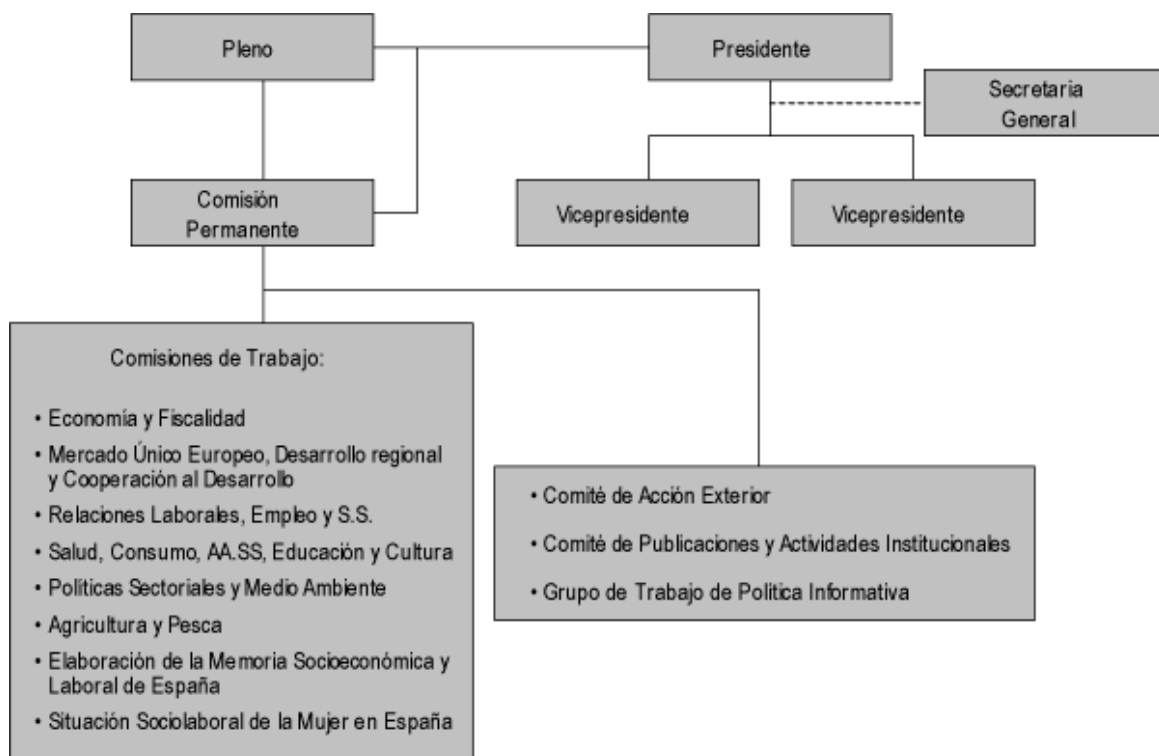 Pleno
Presidente
Secretaria
General
Comisión
Permanente
Vicepresidente
Vicepresidente
Comisiones de Trabajo:
• Economía y Fiscalidad
• Mercado Único Europeo, Desarrollo regional
y Cooperación al Desarrollo
• Relaciones Laborales, Empleo y S.S.
• Salud, Consumo, AA.SS, Educación y Cultura
• Políticas Sectoriales y Medio Ambiente
• Agricultura y Pesca
• Elaboración de la Memoria Socioeconómica y
Laboral de España
• Situación Sociolaboral de la Mujer en España
• Comité de Acción Exterior
• Comité de Publicaciones y Actividades Institucionales
• Grupo de Trabajo de Politica Informativa